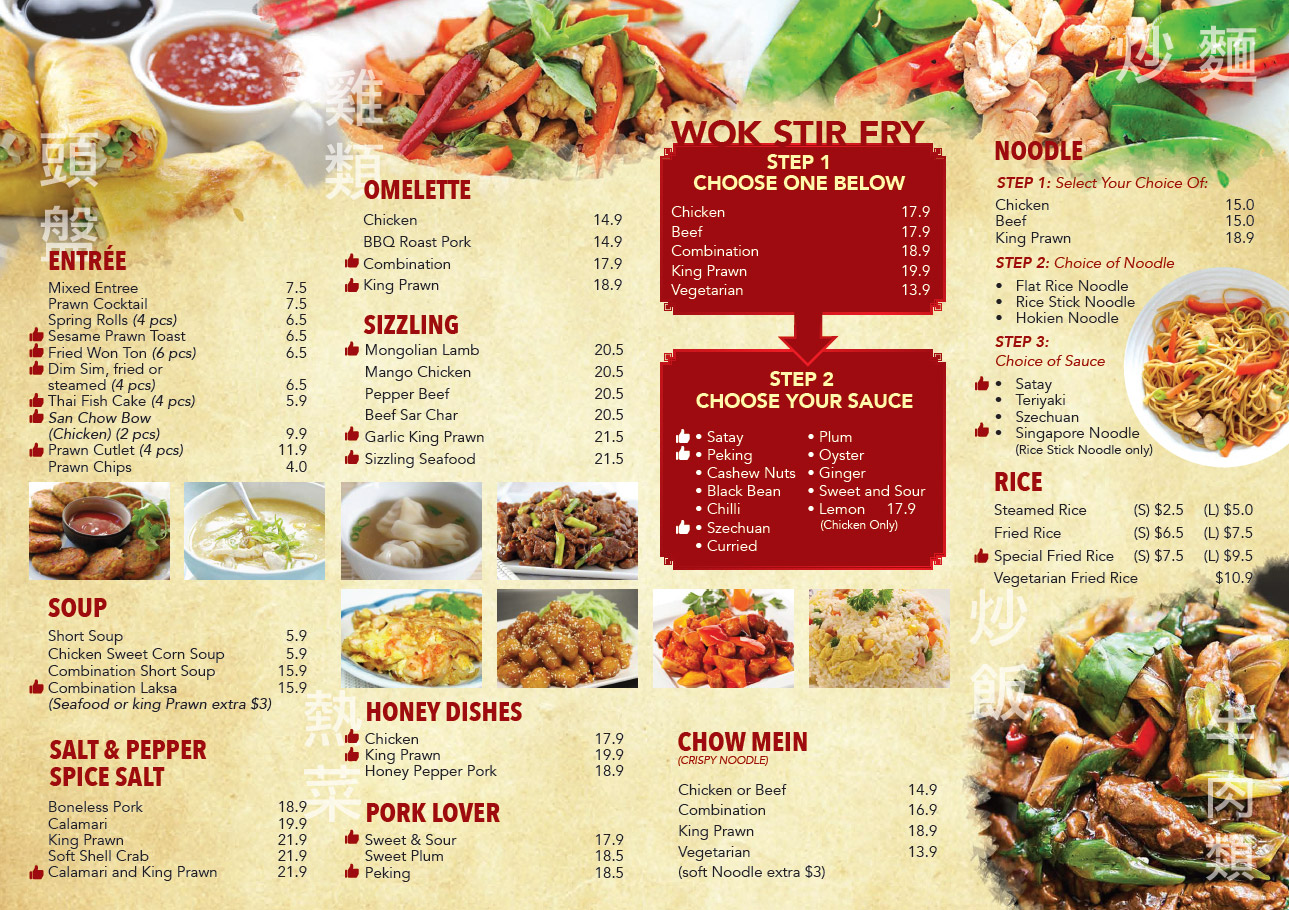 頭盤
ENTRÉE
Mixed Entree 7.5
Prawn Cocktail 7.5
Spring Rolls (4 pcs) 6.5
Sesame Prawn Toast 6.5
Fried Won Ton (6 pcs) 6.5
Dim Sim, fried or
steamed (4 pcs) 6.5
Thai Fish Cake (4 pcs) 5.9
San Chow Bow
(Chicken) (2 pcs) 9.9
Prawn Cutlet (4 pcs) 11.9
Prawn Chips 4.0
SOUP
Short Soup 5.9
Chicken Sweet Corn Soup 5.9
Combination Short Soup 15.9
Combination Laksa 15.9
(Seafood or king Prawn extra $3)
SALT & PEPPER
SPICE SALT
Boneless Pork 18.9
Calamari 19.9
King Prawn 21.9
Soft Shell Crab 21.9
Calamari and King Prawn 21.9
雞類
OMELETTE
Chicken 14.9
BBQ Roast Pork 14.9
Combination 17.9
King Prawn 18.9
SIZZLING
Mongolian Lamb 20.5
Mango Chicken 20.5
Pepper Beef 20.5
Beef Sar Char 20.5
Garlic King Prawn 21.5
Sizzling Seafood 21.5
熱菜
HONEY DISHES
Chicken 17.9
King Prawn 19.9
Honey Pepper Pork 18.9
PORK LOVER
Sweet & Sour 17.9
Sweet Plum 18.5
Peking 18.5
WOK STIR FRY
STEP 1
CHOOSE ONE BELOW
Chicken 17.9
Beef 17.9
Combination 18.9
King Prawn 19.9
Vegetarian 13.9
STEP 2
CHOOSE YOUR SAUCE
• Satay
• Peking
• Cashew Nuts
• Black Bean
• Chilli
• Szechuan
• Curried
• Plum
• Oyster
• Ginger
• Sweet and Sour
• Lemon 17.9
(Chicken Only)
CHOW MEIN
(CRISPY NOODLE)
Chicken or Beef 14.9
Combination 16.9
King Prawn 18.9
Vegetarian 13.9
(soft Noodle extra $3)
炒麵
NOODLE
STEP 1: Select Your Choice Of:
Chicken 15.0
Beef 15.0
King Prawn 18.9
STEP 2: Choice of Noodle
• Flat Rice Noodle
• Rice Stick Noodle
• Hokien Noodle
STEP 3:
Choice of Sauce
• Satay
• Teriyaki
• Szechuan
• Singapore Noodle
(Rice Stick Noodle only)
RICE
Steamed Rice (S) $2.5 (L) $5.0
Fried Rice (S) $6.5 (L) $7.5
Special Fried Rice (S) $7.5 (L) $9.5
Vegetarian Fried Rice $10.9
炒飯
牛肉類